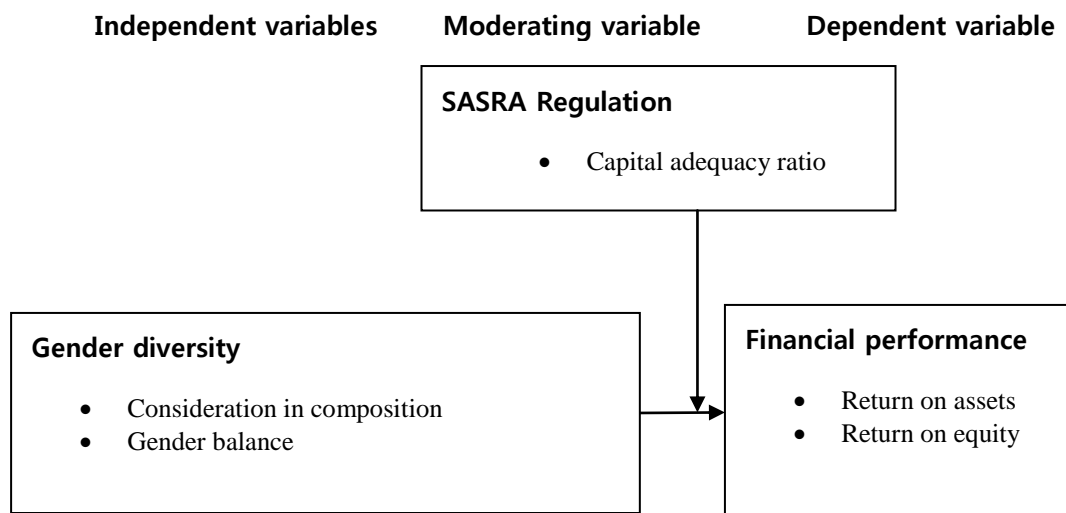 Independent variables Moderating variable Dependent variable
SASRA Regulation
• Capital adequacy ratio
Gender diversity
• Consideration in composition
• Gender balance
Financial performance
• Return on assets
• Return on equity